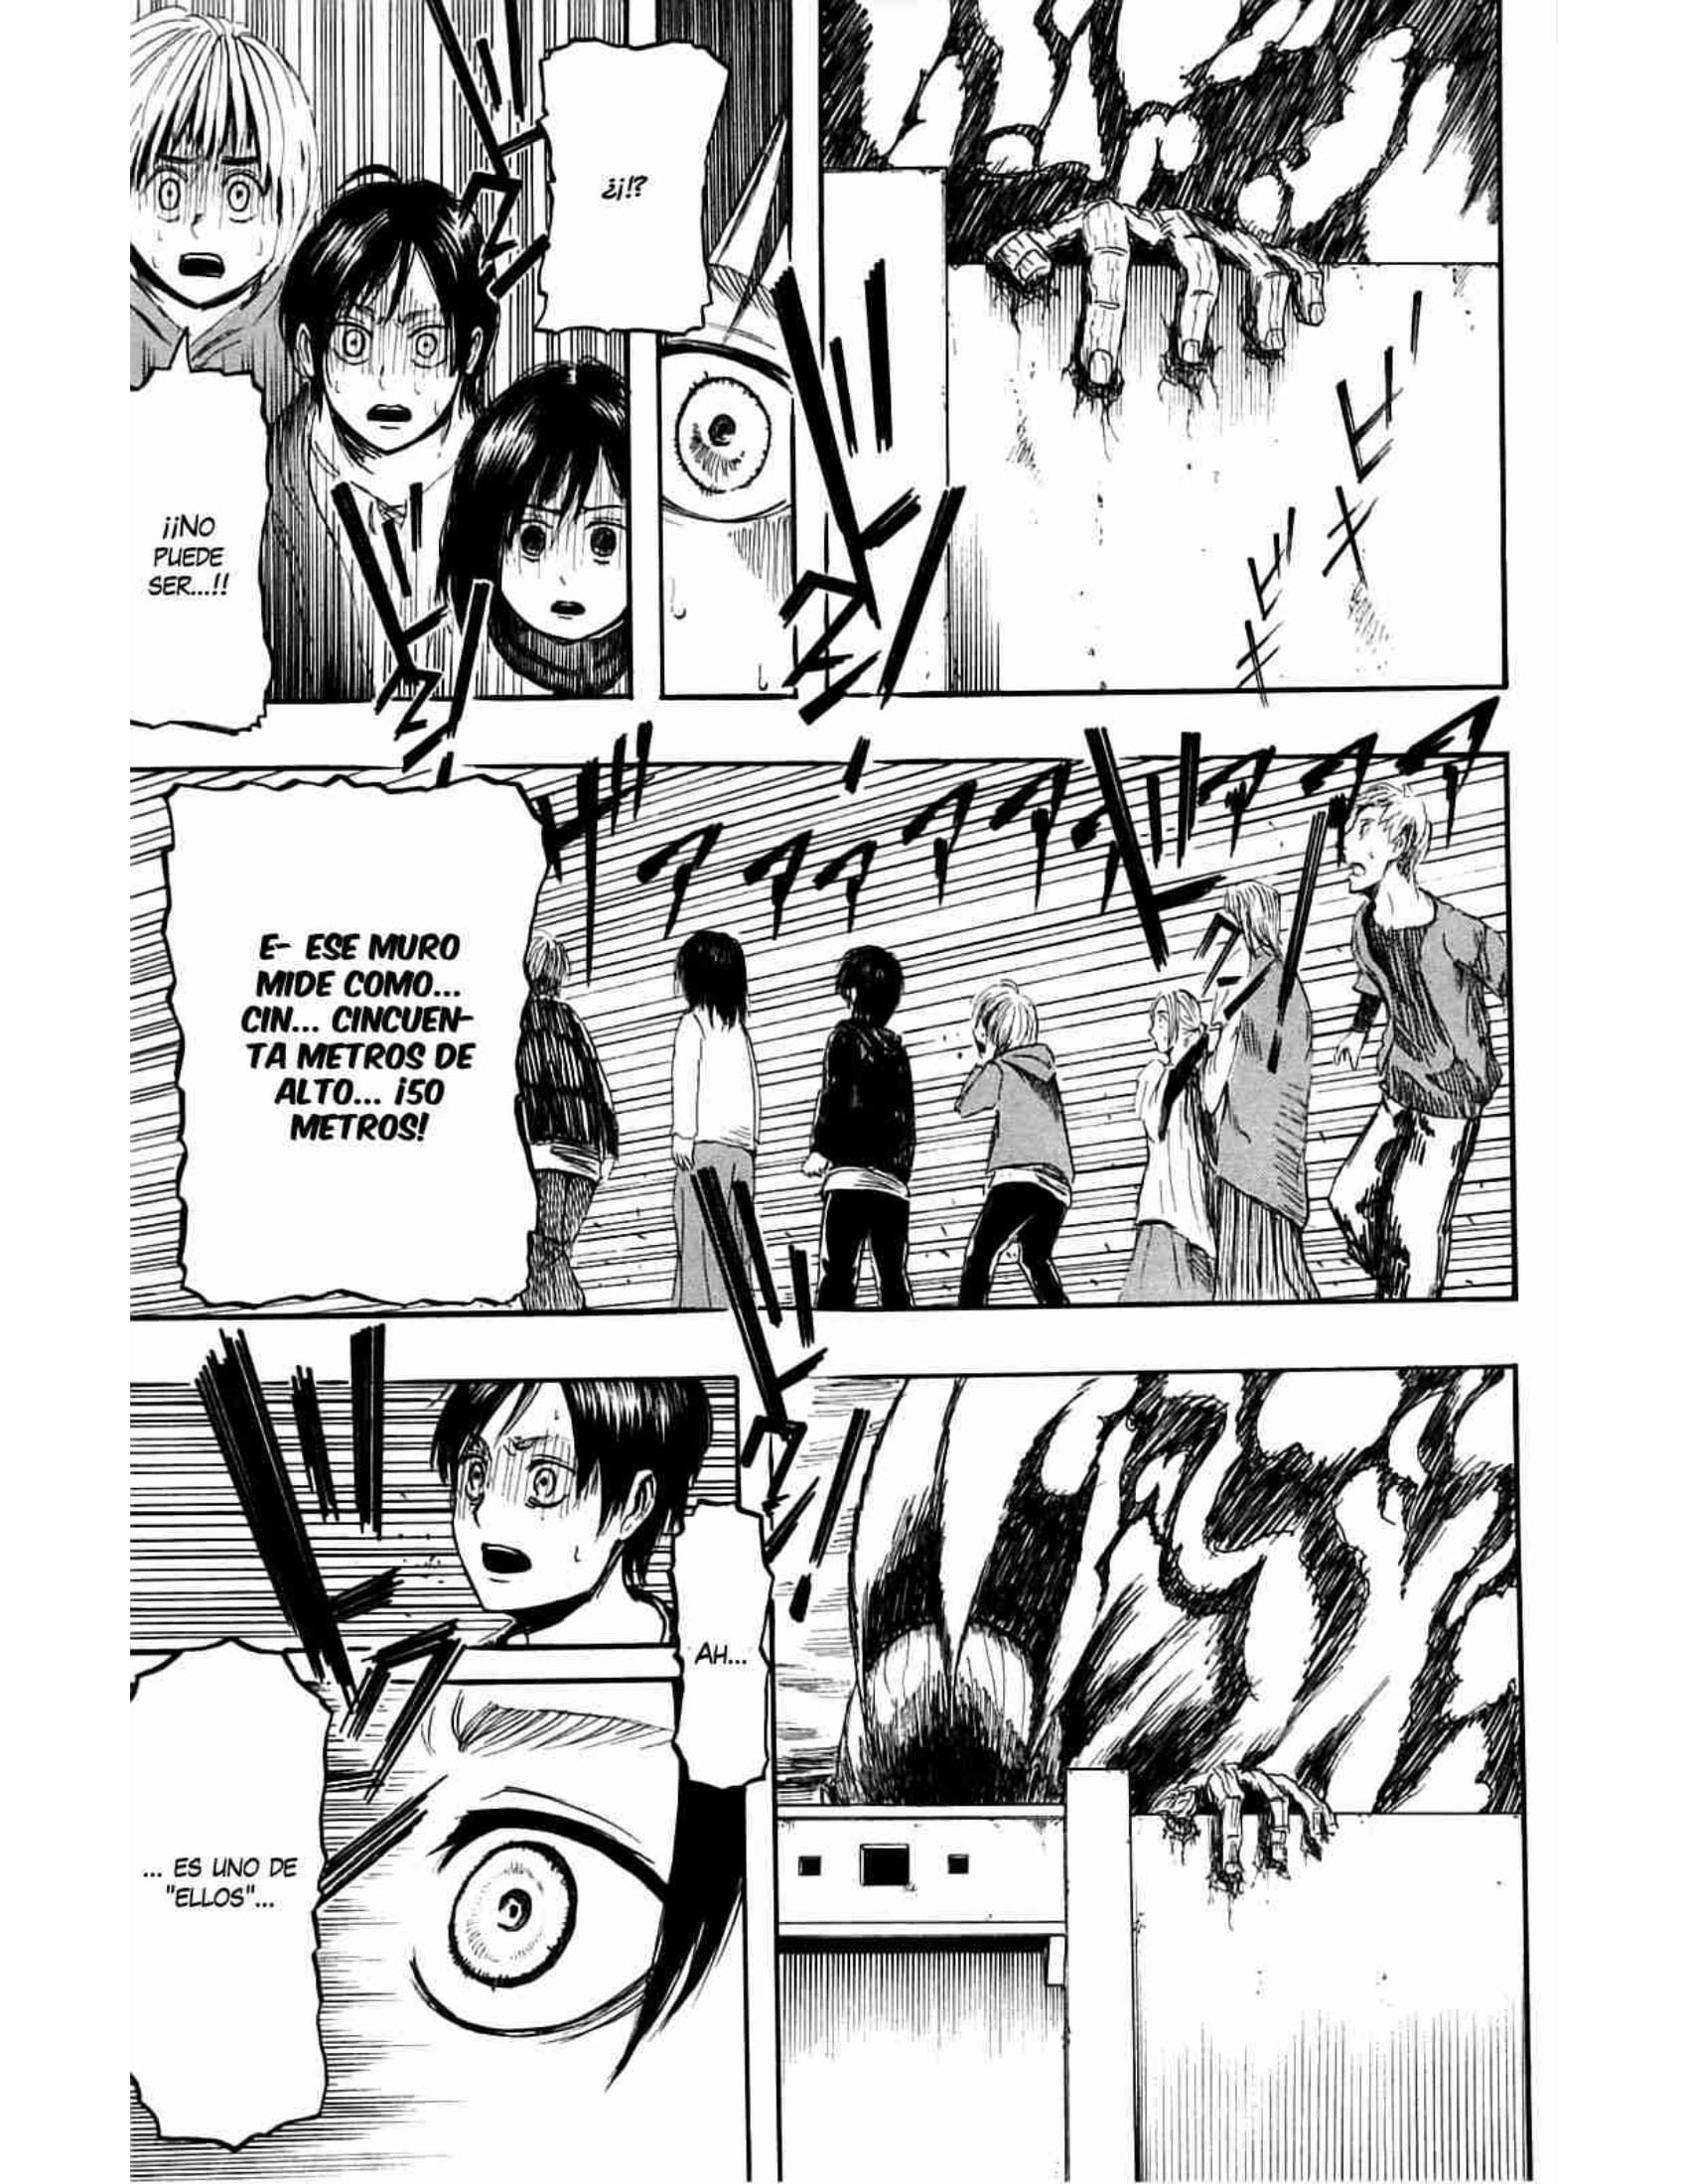 ¿¡!?
¡¡NO
PUEDE
SER...!!
E- ESE MURO
MIDE COMO...
CIN... CINCUEN-
TA METROS DE
ALTO... ¡50
METROS!
AH...
... ES UNO DE
"ELLOS"...